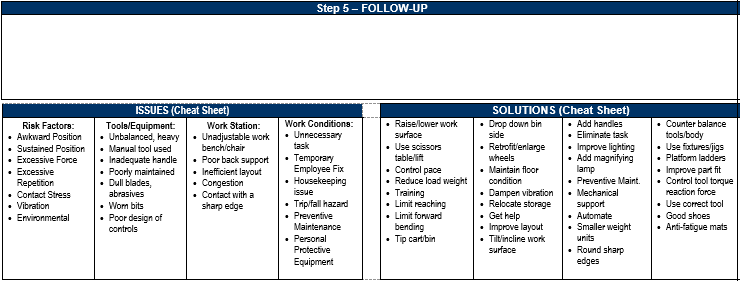 Step 5 – FOLLOW-UP
ISSUES (Cheat Sheet)
Risk Factors:
• Awkward Position
• Sustained Position
• Excessive Force
• Excessive
Repetition
• Contact Stress
• Vibration
• Environmental
Tools/Equipment:
• Unbalanced, heavy
• Manual tool used
• Inadequate handle
• Poorly maintained
• Dull blades,
abrasives
• Worn bits
• Poor design of
controls
Work Station:
• Unadjustable work
bench/chair
• Poor back support
• Inefficient layout
• Congestion
• Contact with a
sharp edge
Work Conditions:
• Unnecessary
task
• Temporary
Employee Fix
• Housekeeping
issue
• Trip/fall hazard
• Preventive
Maintenance
• Personal
Protective
Equipment
SOLUTIONS (Cheat Sheet)
• Raise/lower work
surface
• Use scissors
table/lift
• Control pace
• Reduce load weight
• Training
• Limit reaching
• Limit forward
bending
• Tip cart/bin
• Drop down bin
side
• Retrofit/enlarge
wheels
• Maintain floor
condition
• Dampen vibration
• Relocate storage
• Get help
• Improve layout
• Tilt/incline work
surface
• Add handles
• Eliminate task
• Improve lighting
• Add magnifying
lamp
• Preventive Maint.
• Mechanical
support
• Automate
• Smaller weight
units
• Round sharp
edges
• Counter balance
tools/body
• Use fixtures/jigs
• Platform ladders
• Improve part fit
• Control tool torque
reaction force
• Use correct tool
• Good shoes
• Anti-fatigue mats